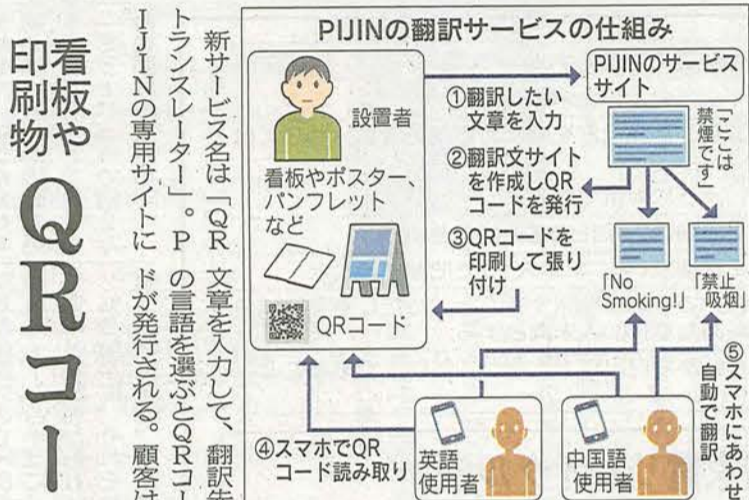 看板や
印刷物
QRコー
新サービス名は「QR
トランスレーター」。P
IJINの専用サイトに
文章を入力して、翻訳先
の言語を選ぶとQRコー
ドが発行される。顧客は
PIJINの翻訳サービスの仕組み
設置者
看板やポスター、
パンフレット
など
QRコード
PIJINのサービス
サイト
①翻訳したい
文章を入力
②翻訳文サイト
を作成しQR
コードを発行
③QRコードを
印刷して張り
付け
「ここは
禁煙です」
「No
Smoking!」
「禁止
吸烟」
④スマホでQR
コード読み取り
英語
使用者
中国語
使用者
⑤スマホにあわせ
自動で翻訳